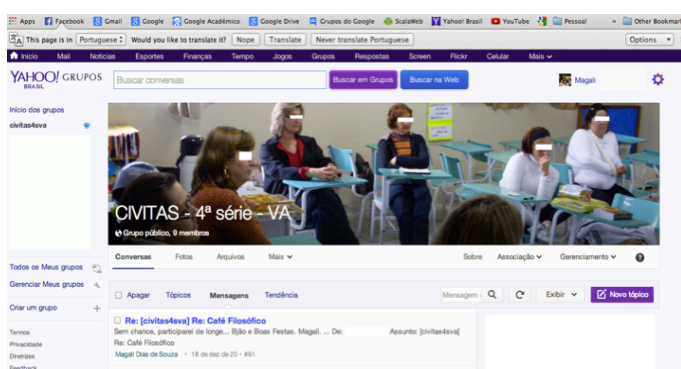 Apps Facebook Gmail Google Google Acadêmico Google Drive Grupos do Google ScalaWeb Yahoo! Brasil YouTube Pessoal » Other Bookmark
This page is in Portuguese Would you like to translate it? Nope Translate Never translate Portuguese Options
Início Mail Notícias Esportes Finanças Tempo Jogos Grupos Respostas Screen Flickr Celular Mais
YAHOO! GRUPOS
BRASIL
Buscar conversas Buscar em Grupos Buscar na Web Magali
Início dos grupos
civitas4sva
CIVITAS - 4ª série - VA
Grupo público, 9 membros
Conversas Fotos Arquivos Mais Sobre Associação Gerenciamento ?
Todos os Meus grupos
Gerenciar Meus grupos
Criar um grupo +
Apagar Tópicos Mensagens Tendência Mensagem Exibir Novo tópico
Re: [civitas4sva] Re: Café Filosófico
Sem chance, participarei de longe... Bjão e Boas Festas. Magali. ... De: Assunto: [civitas4sva]
Re: Café Filosófico
Magali Dias de Souza • 18 de dez de 20 • #91
Termos
Privacidade
Diretrizes
Feedback